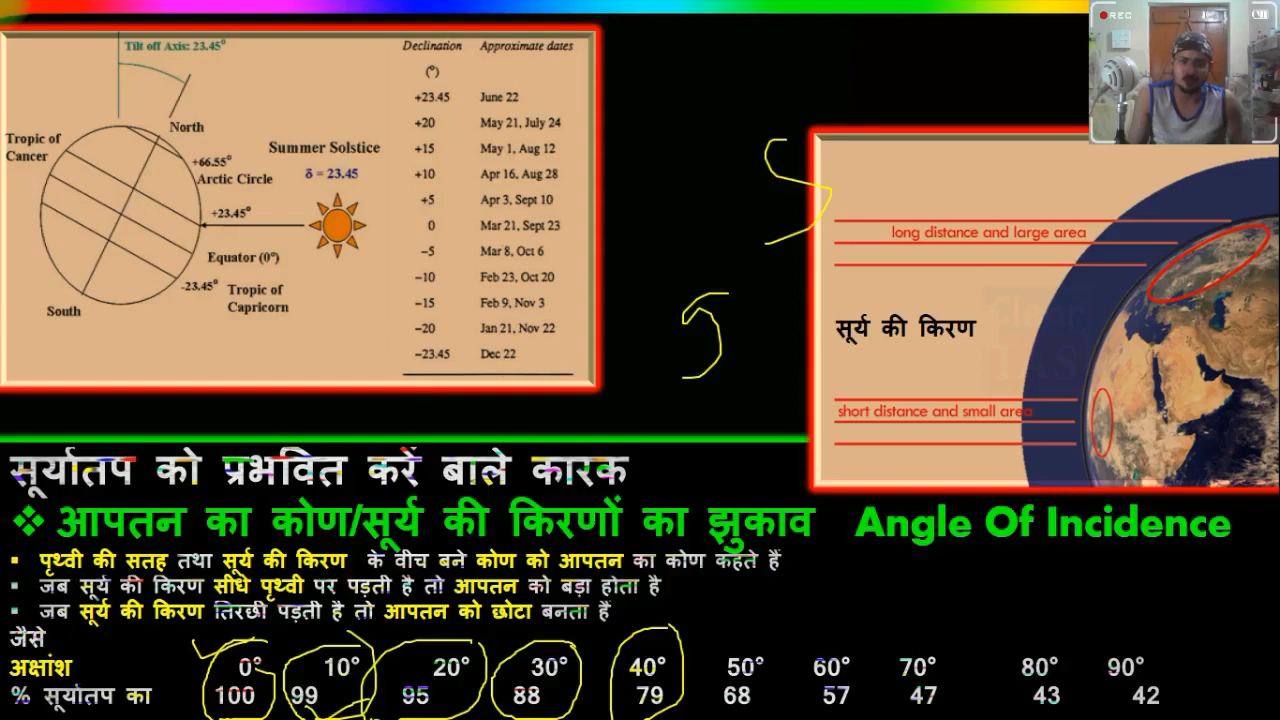 REC
Tilt off Axis: 23.45°
North
Tropic of
Cancer
+66.55°
Arctic Circle
Summer Solstice
δ = 23.45
+23.45°
Equator (0°)
-23.45°
Tropic of
Capricorn
South
Declination Approximate dates
(°)
+23.45 June 22
+20 May 21, July 24
+15 May 1, Aug 12
+10 Apr 16, Aug 28
+5 Apr 3, Sept 10
0 Mar 21, Sept 23
−5 Mar 8, Oct 6
−10 Feb 23, Oct 20
−15 Feb 9, Nov 3
−20 Jan 21, Nov 22
−23.45 Dec 22
long distance and large area
सूर्य की किरण
short distance and small area
सूर्यातप को प्रभवित करें बाले कारक
❖ आपतन का कोण/सूर्य की किरणों का झुकाव Angle Of Incidence
▪ पृथ्वी की सतह तथा सूर्य की किरण के वीच बने कोण को आपतन का कोण कहते हैं
▪ जब सूर्य की किरण सीधे पृथ्वी पर पड़ती है तो आपतन को बड़ा होता है
▪ जब सूर्य की किरण तिरछी पड़ती है तो आपतन को छोटा बनता हैं
जैसे
अक्षांश 0° 10° 20° 30° 40° 50° 60° 70° 80° 90°
% सूर्यातप का 100 99 95 88 79 68 57 47 43 42